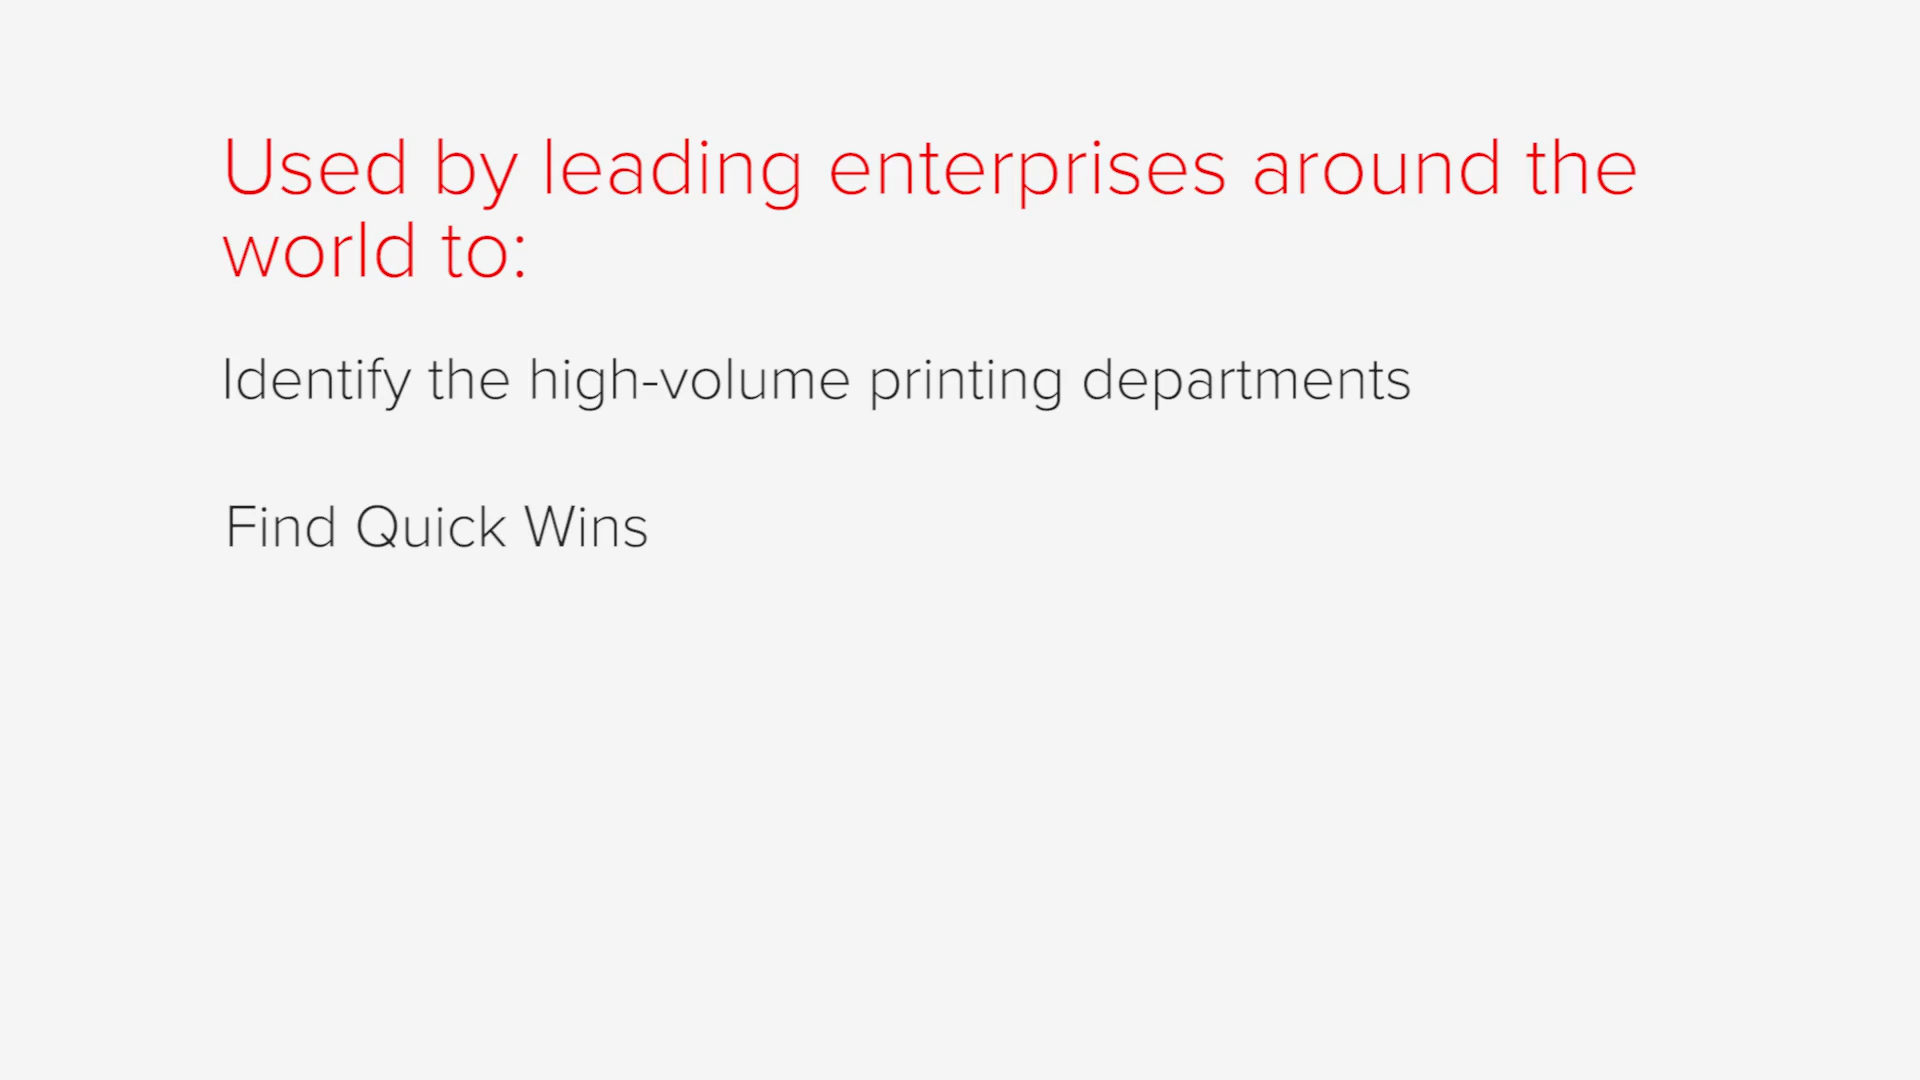 Used by leading enterprises around the
world to:
Identify the high-volume printing departments
Find Quick Wins